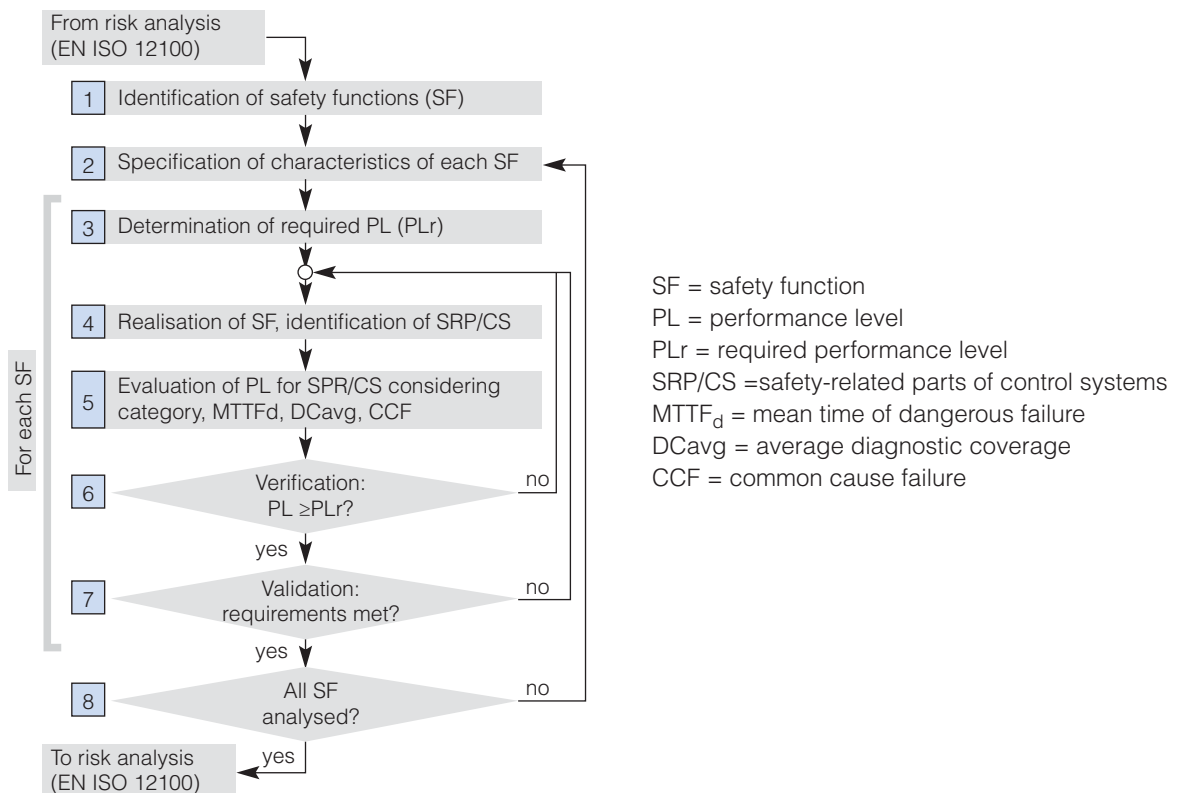 From risk analysis
(EN ISO 12100)
1 Identification of safety functions (SF)
2 Specification of characteristics of each SF
3 Determination of required PL (PLr)
4 Realisation of SF, identification of SRP/CS
5 Evaluation of PL for SPR/CS considering
category, MTTFd, DCavg, CCF
For each SF
6 Verification:
PL ≥PLr?
no
yes
7 Validation:
requirements met?
no
yes
8 All SF
analysed?
no
yes
To risk analysis
(EN ISO 12100)
SF = safety function
PL = performance level
PLr = required performance level
SRP/CS =safety-related parts of control systems
MTTFd = mean time of dangerous failure
DCavg = average diagnostic coverage
CCF = common cause failure